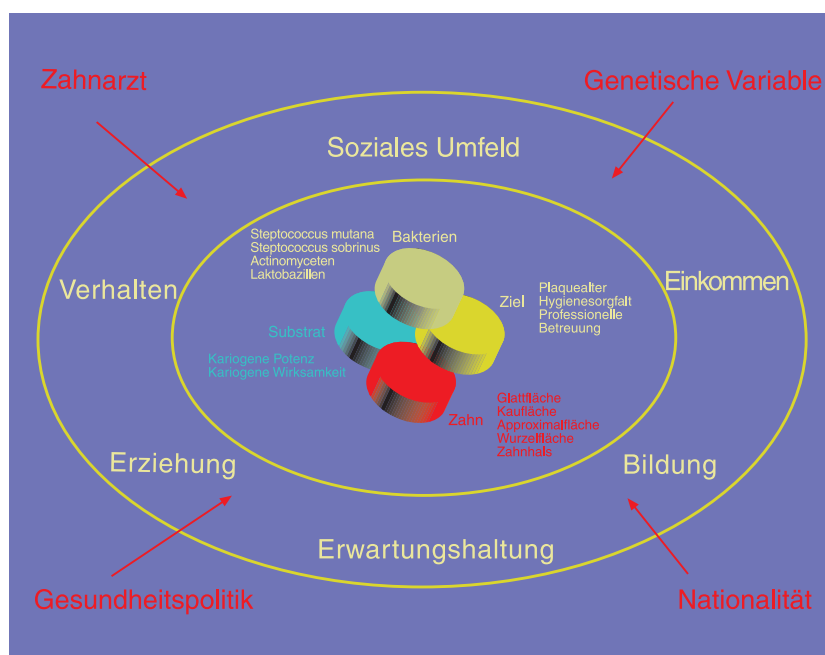 Zahnarzt
Genetische Variable
Soziales Umfeld
Steptococcus mutana
Steptococcus sobrinus
Actinomyceten
Laktobazillen
Bakterien
Verhalten
Einkommen
Ziel
Plaquealter
Hygienesorgfalt
Professionelle
Betreuung
Substrat
Kariogene Potenz
Kariogene Wirksamkeit
Zahn
Glattfläche
Kaufläche
Approximalfläche
Wurzelfläche
Zahnhals
Erziehung
Bildung
Erwartungshaltung
Gesundheitspolitik
Nationalität